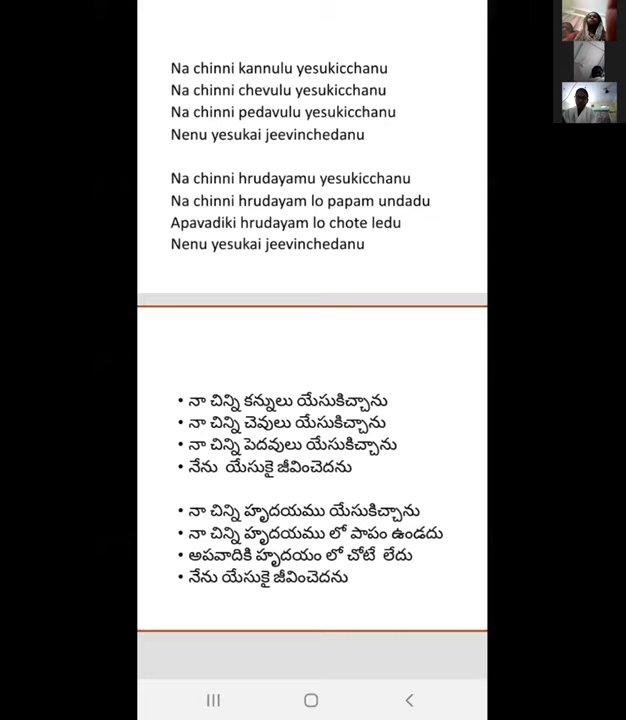 Na chinni kannulu yesukicchanu
Na chinni chevulu yesukicchanu
Na chinni pedavulu yesukicchanu
Nenu yesukai jeevinchedanu
Na chinni hrudayamu yesukicchanu
Na chinni hrudayam lo papam undadu
Apavadiki hrudayam lo chote ledu
Nenu yesukai jeevinchedanu
• నా చిన్ని కన్నులు యేసుకిచ్చాను
• నా చిన్ని చెవులు యేసుకిచ్చాను
• నా చిన్ని పెదవులు యేసుకిచ్చాను
• నేను యేసుకై జీవించెదను
• నా చిన్ని హృదయము యేసుకిచ్చాను
• నా చిన్ని హృదయము లో పాపం ఉండదు
• అపవాదికి హృదయం లో చోటే లేదు
• నేను యేసుకై జీవించెదను